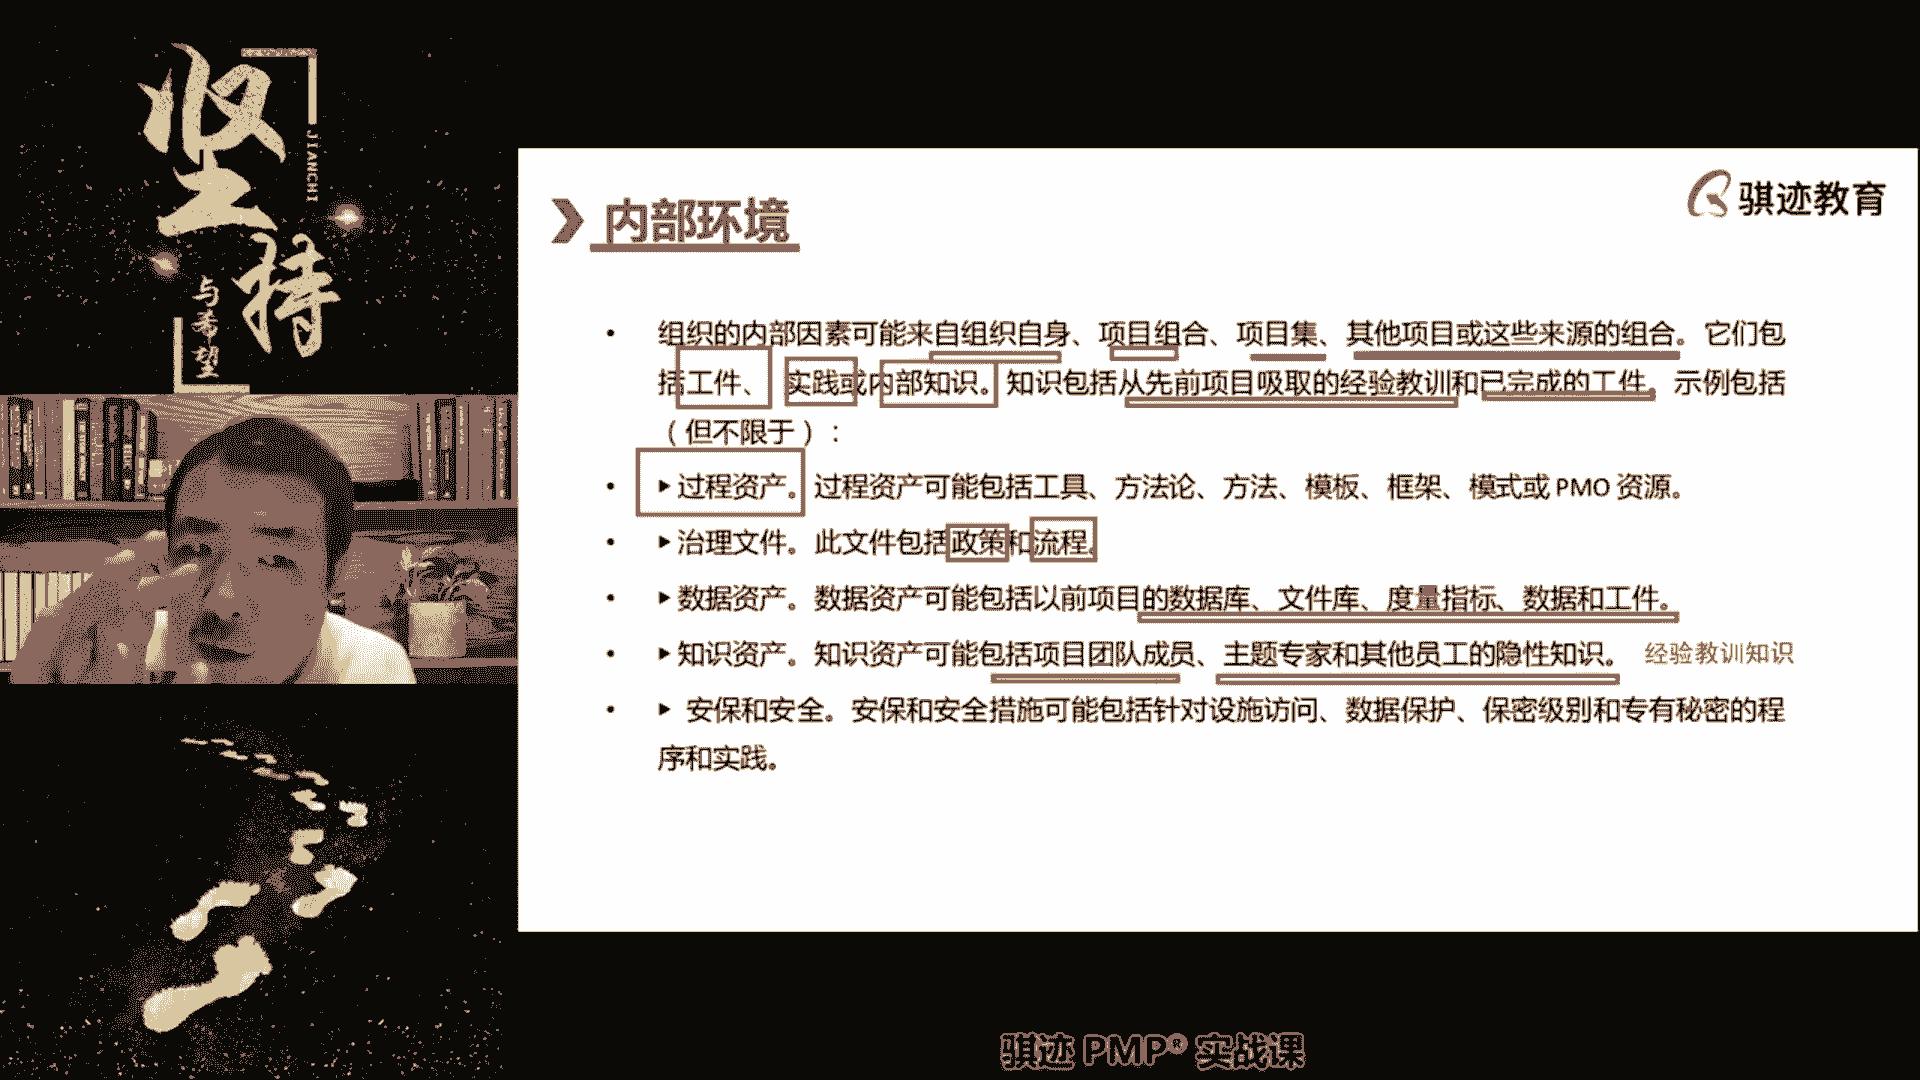 坚持
JIANCHI
与希望
骐迹教育
内部环境
• 组织的内部因素可能来自组织自身、项目组合、项目集、其他项目或这些来源的组合。它们包
括工件、实践或内部知识。知识包括从先前项目吸取的经验教训和已完成的工件。示例包括
（但不限于）：
• ▶过程资产。过程资产可能包括工具、方法论、方法、模板、框架、模式或 PMO 资源。
• ▶治理文件。此文件包括政策和流程。
• ▶数据资产。数据资产可能包括以前项目的数据库、文件库、度量指标、数据和工件。
• ▶知识资产。知识资产可能包括项目团队成员、主题专家和其他员工的隐性知识。 经验教训知识
• ▶ 安保和安全。安保和安全措施可能包括针对设施访问、数据保护、保密级别和专有秘密的程
序和实践。
骐迹 PMP® 实战课